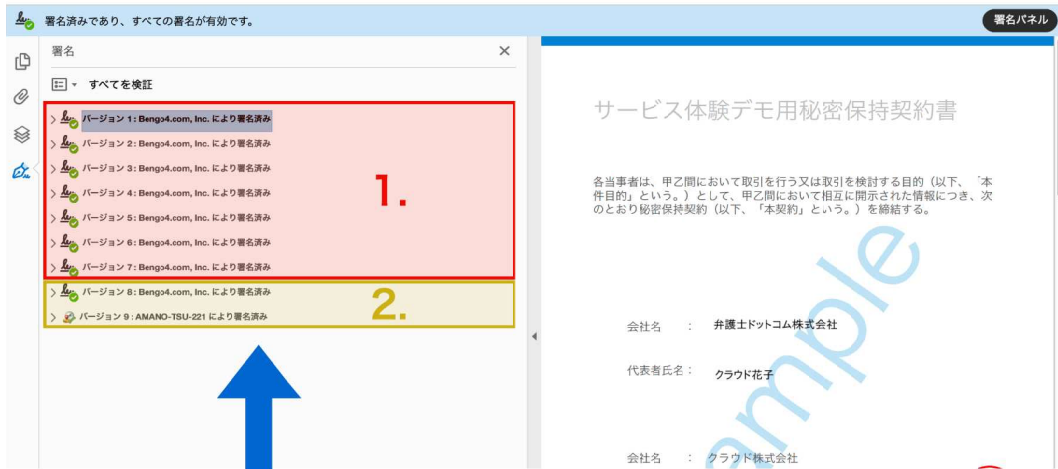 署名済みであり、すべての署名が有効です。
署名パネル
署名
すべてを検証
バージョン 1: Bengo4.com, Inc. により署名済み
バージョン 2: Bengo4.com, Inc. により署名済み
バージョン 3: Bengo4.com, Inc. により署名済み
バージョン 4: Bengo4.com, Inc. により署名済み
バージョン 5: Bengo4.com, Inc. により署名済み
バージョン 6: Bengo4.com, Inc. により署名済み
バージョン 7: Bengo4.com, Inc. により署名済み
1.
バージョン 8: Bengo4.com, Inc. により署名済み
バージョン 9: AMANO-TSU-221 により署名済み
2.
サービス体験デモ用秘密保持契約書
各当事者は、甲乙間において取引を行う又は取引を検討する目的（以下、「本
件目的」という。）として、甲乙間において相互に開示された情報につき、次
のとおり秘密保持契約（以下、「本契約」という。）を締結する。
会社名 : 弁護士ドットコム株式会社
代表者氏名 : クラウド花子
会社名 : クラウド株式会社
ample